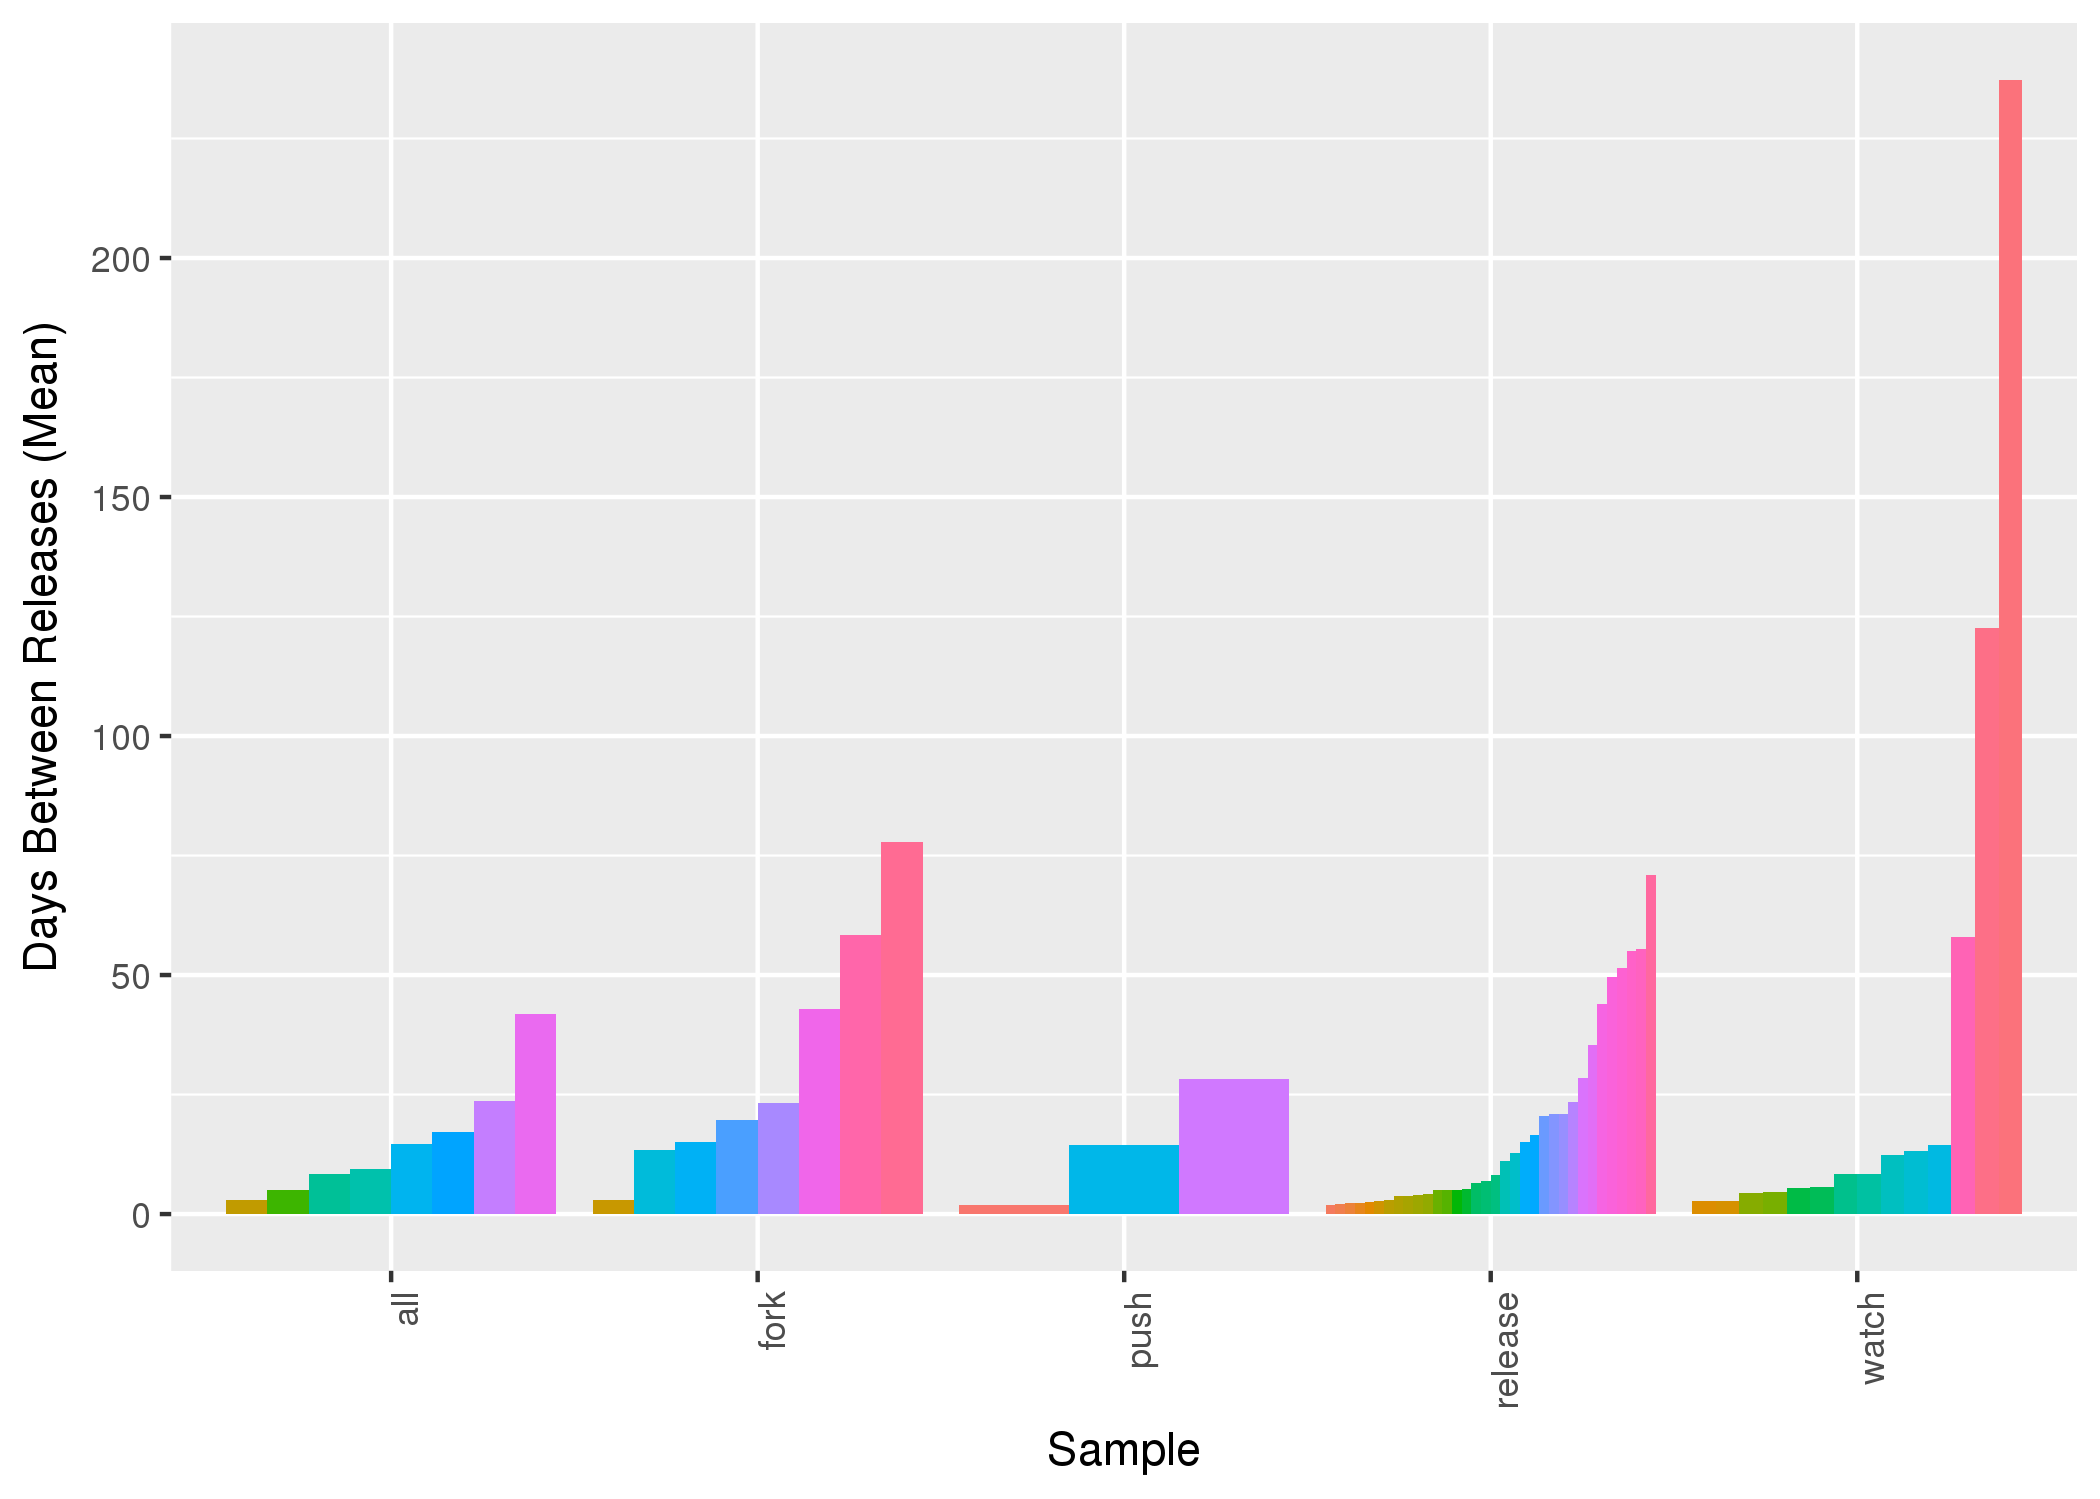 Days Between Releases (Mean)
200
150
100
50
0
all
fork
push
release
watch
Sample